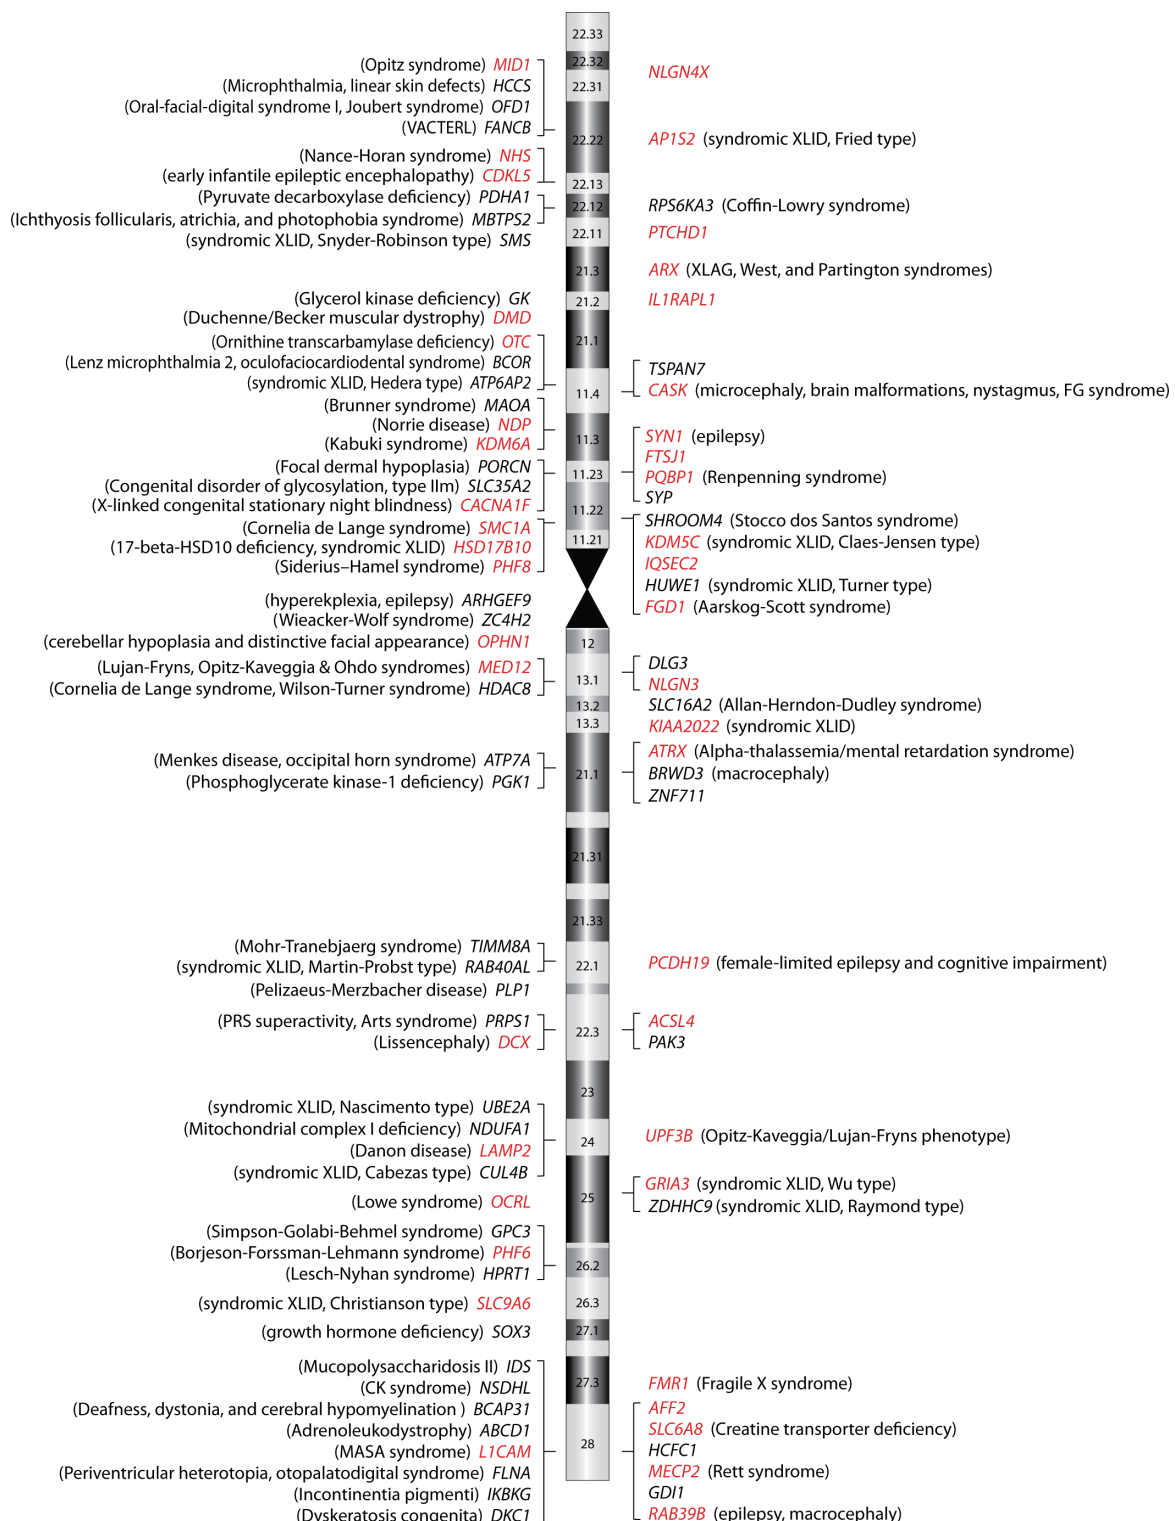 (Opitz syndrome) MID1
(Microphthalmia, linear skin defects) HCCS
(Oral-facial-digital syndrome I, Joubert syndrome) OFD1
(VACTERL) FANCB
(Nance-Horan syndrome) NHS
(early infantile epileptic encephalopathy) CDKL5
(Pyruvate decarboxylase deficiency) PDHA1
(Ichthyosis follicularis, atrichia, and photophobia syndrome) MBTPS2
(syndromic XLID, Snyder-Robinson type) SMS
(Glycerol kinase deficiency) GK
(Duchenne/Becker muscular dystrophy) DMD
(Ornithine transcarbamylase deficiency) OTC
(Lenz microphthalmia 2, oculofaciocardiodental syndrome) BCOR
(syndromic XLID, Hedera type) ATP6AP2
(Brunner syndrome) MAOA
(Norrie disease) NDP
(Kabuki syndrome) KDM6A
(Focal dermal hypoplasia) PORCN
(Congenital disorder of glycosylation, type IIm) SLC35A2
(X-linked congenital stationary night blindness) CACNA1F
(Cornelia de Lange syndrome) SMC1A
(17-beta-HSD10 deficiency, syndromic XLID) HSD17B10
(Siderius–Hamel syndrome) PHF8
(hyperekplexia, epilepsy) ARHGEF9
(Wieacker-Wolf syndrome) ZC4H2
(cerebellar hypoplasia and distinctive facial appearance) OPHN1
(Lujan-Fryns, Opitz-Kaveggia & Ohdo syndromes) MED12
(Cornelia de Lange syndrome, Wilson-Turner syndrome) HDAC8
(Menkes disease, occipital horn syndrome) ATP7A
(Phosphoglycerate kinase-1 deficiency) PGK1
(Mohr-Tranebjaerg syndrome) TIMM8A
(syndromic XLID, Martin-Probst type) RAB40AL
(Pelizaeus-Merzbacher disease) PLP1
(PRS superactivity, Arts syndrome) PRPS1
(Lissencephaly) DCX
(syndromic XLID, Nascimento type) UBE2A
(Mitochondrial complex I deficiency) NDUFA1
(Danon disease) LAMP2
(syndromic XLID, Cabezas type) CUL4B
(Lowe syndrome) OCRL
(Simpson-Golabi-Behmel syndrome) GPC3
(Borjeson-Forssman-Lehmann syndrome) PHF6
(Lesch-Nyhan syndrome) HPRT1
(syndromic XLID, Christianson type) SLC9A6
(growth hormone deficiency) SOX3
(Mucopolysaccharidosis II) IDS
(CK syndrome) NSDHL
(Deafness, dystonia, and cerebral hypomyelination ) BCAP31
(Adrenoleukodystrophy) ABCD1
(MASA syndrome) L1CAM
(Periventricular heterotopia, otopalatodigital syndrome) FLNA
(Incontinentia pigmenti) IKBKG
(Dyskeratosis congenita) DKC1
22.33
22.32
22.31
22.22
22.13
22.12
22.11
21.3
21.2
21.1
11.4
11.3
11.23
11.22
11.21
12
13.1
13.2
13.3
21.1
21.31
21.33
22.1
22.3
23
24
25
26.2
26.3
27.1
27.3
28
NLGN4X
AP1S2 (syndromic XLID, Fried type)
RPS6KA3 (Coffin-Lowry syndrome)
PTCHD1
ARX (XLAG, West, and Partington syndromes)
IL1RAPL1
TSPAN7
CASK (microcephaly, brain malformations, nystagmus, FG syndrome)
SYN1 (epilepsy)
FTSJ1
PQBP1 (Renpenning syndrome)
SYP
SHROOM4 (Stocco dos Santos syndrome)
KDM5C (syndromic XLID, Claes-Jensen type)
IQSEC2
HUWE1 (syndromic XLID, Turner type)
FGD1 (Aarskog-Scott syndrome)
DLG3
NLGN3
SLC16A2 (Allan-Herndon-Dudley syndrome)
KIAA2022 (syndromic XLID)
ATRX (Alpha-thalassemia/mental retardation syndrome)
BRWD3 (macrocephaly)
ZNF711
PCDH19 (female-limited epilepsy and cognitive impairment)
ACSL4
PAK3
UPF3B (Opitz-Kaveggia/Lujan-Fryns phenotype)
GRIA3 (syndromic XLID, Wu type)
ZDHHC9 (syndromic XLID, Raymond type)
FMR1 (Fragile X syndrome)
AFF2
SLC6A8 (Creatine transporter deficiency)
HCFC1
MECP2 (Rett syndrome)
GDI1
RAB39B (epilepsy, macrocephaly)